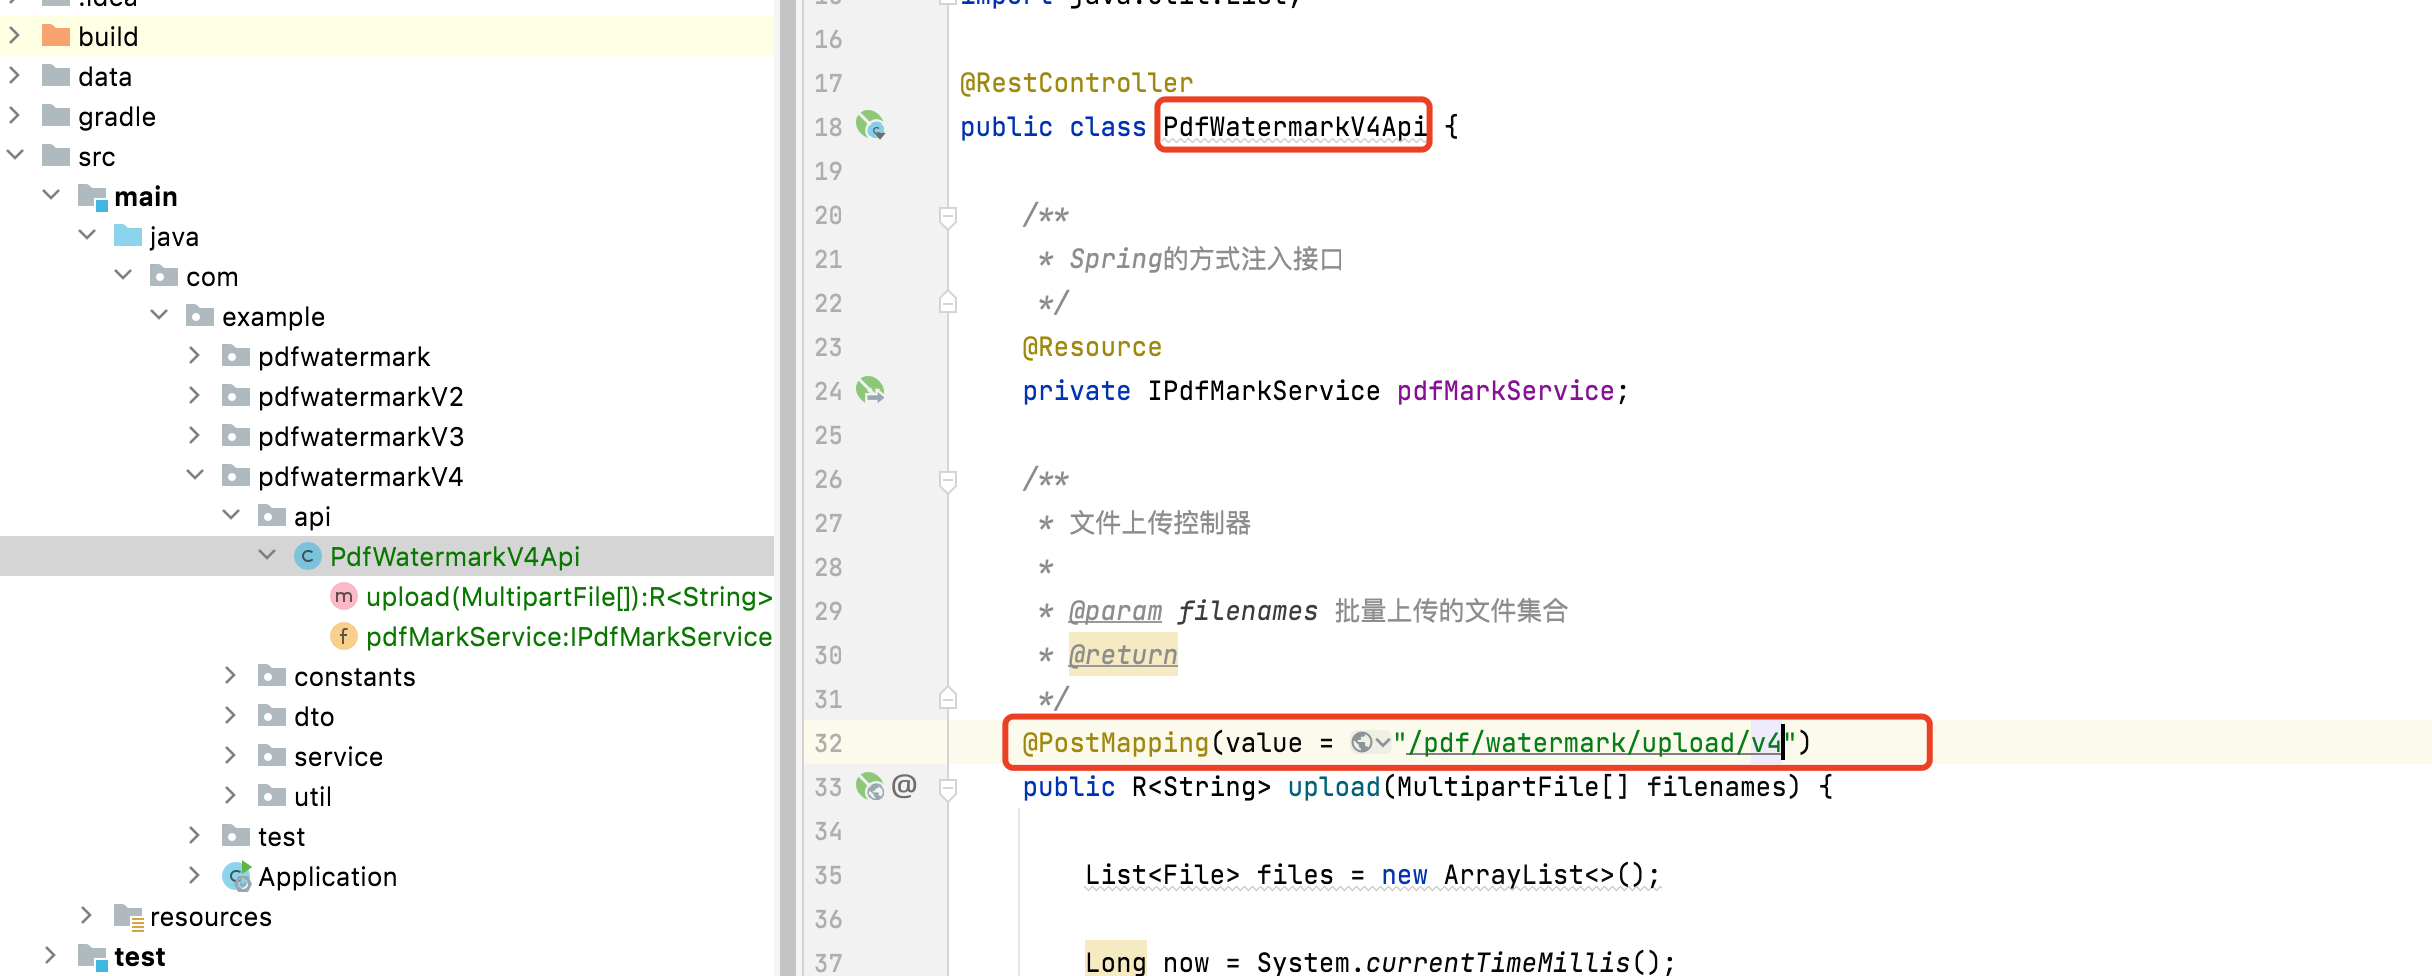 .idea
build
data
gradle
src
main
java
com
example
pdfwatermark
pdfwatermarkV2
pdfwatermarkV3
pdfwatermarkV4
api
PdfWatermarkV4Api
upload(MultipartFile[]):R<String>
pdfMarkService:IPdfMarkService
constants
dto
service
util
test
Application
resources
test
import java.util.List;
16
17 @RestController
18 public class PdfWatermarkV4Api {
19
20 /**
21 * Spring的方式注入接口
22 */
23 @Resource
24 private IPdfMarkService pdfMarkService;
25
26 /**
27 * 文件上传控制器
28 *
29 * @param filenames 批量上传的文件集合
30 * @return
31 */
32 @PostMapping(value = "/pdf/watermark/upload/v4")
33 @ public R<String> upload(MultipartFile[] filenames) {
34
35 List<File> files = new ArrayList<>();
36
37 Long now = System.currentTimeMillis();